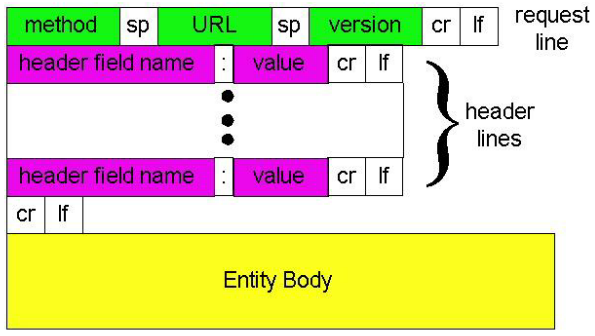 method sp URL sp version cr lf request line
header field name : value cr lf
header lines
header field name : value cr lf
cr lf
Entity Body